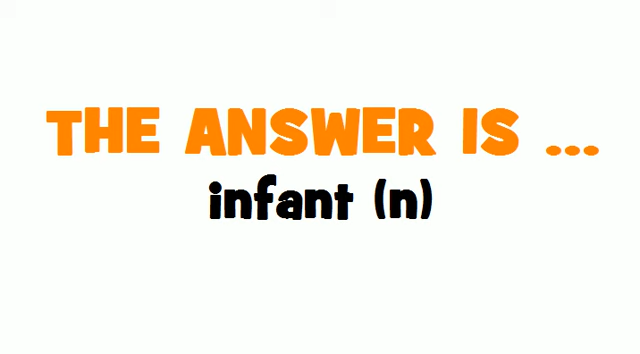 THE ANSWER IS ...
infant (n)